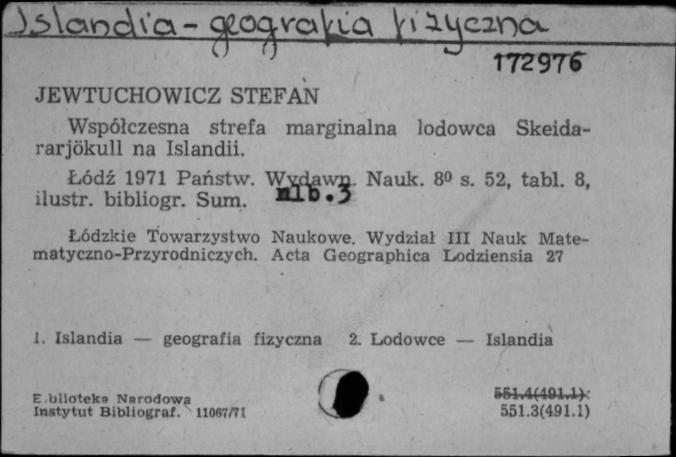 Islandia - geografia fizyczna
172976
JEWTUCHOWICZ STEFAN
Współczesna strefa marginalna lodowca Skeida-
rarjökull na Islandii.
Łódź 1971 Państw. Wydawn. Nauk. 8⁰ s. 52, tabl. 8,
ilustr. bibliogr. Sum. nlb. 3
Łódzkie Towarzystwo Naukowe. Wydział III Nauk Mate-
matyczno-Przyrodniczych. Acta Geographica Lodziensia 27
1. Islandia — geografia fizyczna 2. Lodowce — Islandia
Biblioteka Narodowa 551.4(491.1):
Instytut Bibliograf. 11067/71 551.3(491.1)